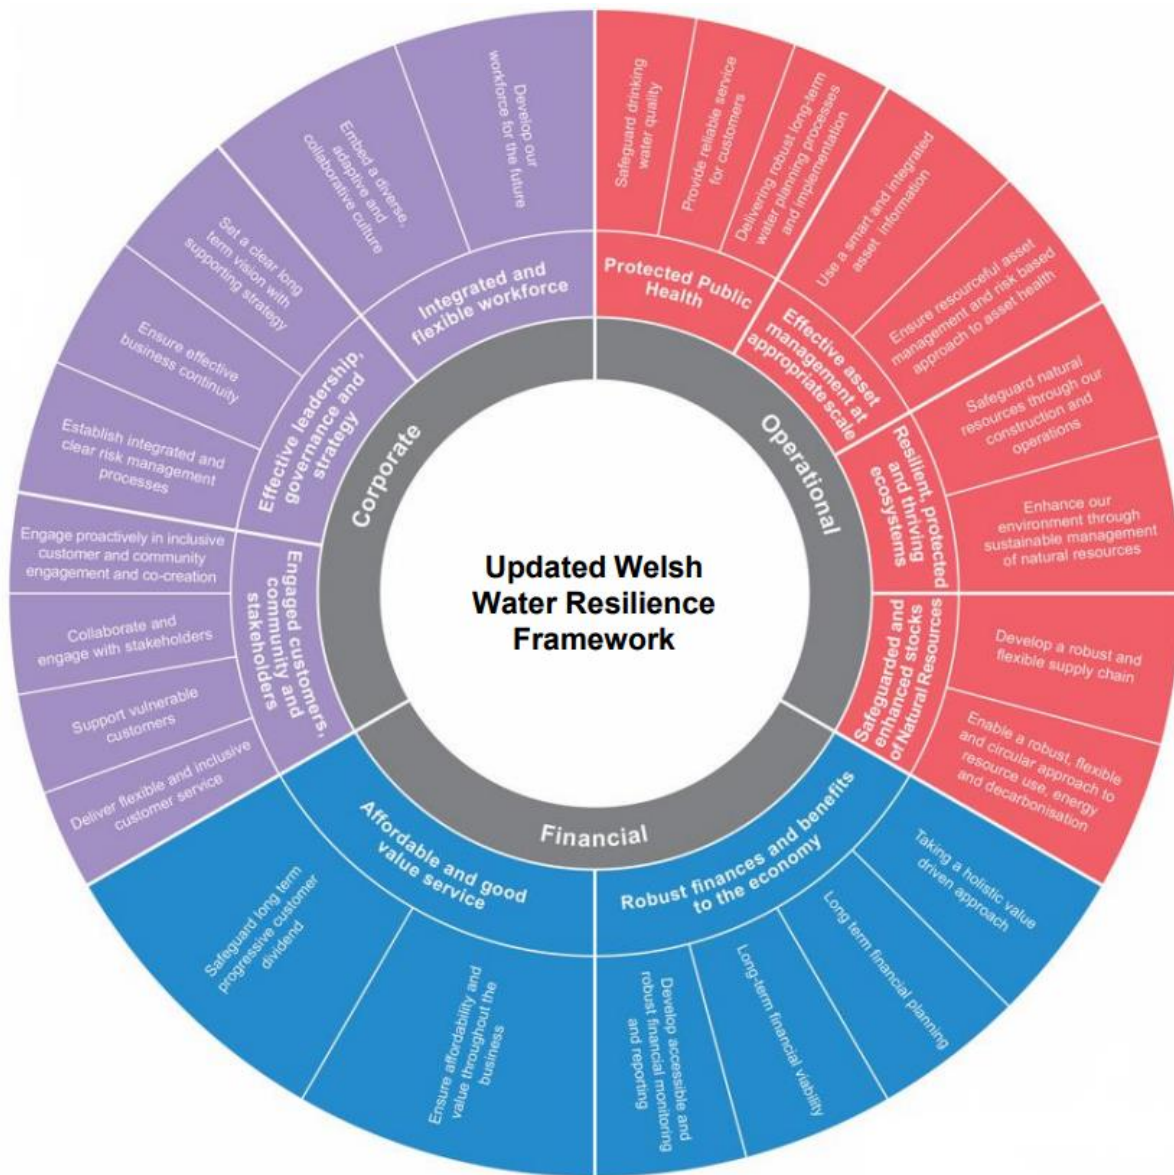 Updated Welsh
Water Resilience
Framework
Operational
Protected Public
Health
Safeguard drinking
water quality
Provide reliable service
for customers
Delivering robust long-term
water planning processes
and implementation
Effective asset
management at
appropriate scale
Use a smart and integrated
asset information
Ensure resourceful asset
management and risk based
approach to asset health
Resilient, protected
and thriving
ecosystems
Safeguard natural
resources through our
construction and
operations
Enhance our
environment through
sustainable management
of natural resources
Safeguarded and
enhanced stocks
of Natural Resources
Develop a robust and
flexible supply chain
Enable a robust, flexible
and circular approach to
resource use, energy
and decarbonisation
Financial
Robust finances and benefits
to the economy
Taking a holistic value
driven approach
Long term financial planning
Long-term financial viability
Develop accessible and
robust financial monitoring
and reporting
Affordable and good
value service
Ensure affordability and
value throughout the
business
Safeguard long term
progressive customer
dividend
Corporate
Engaged customers,
community and
stakeholders
Deliver flexible and inclusive
customer service
Support vulnerable
customers
Collaborate and
engage with stakeholders
Engage proactively in inclusive
customer and community
engagement and co-creation
Effective leadership,
governance and
strategy
Establish integrated and
clear risk management
processes
Ensure effective
business continuity
Set a clear long
term vision with
supporting strategy
Integrated and
flexible workforce
Embed a diverse,
adaptive and
collaborative culture
Develop our
workforce for the future